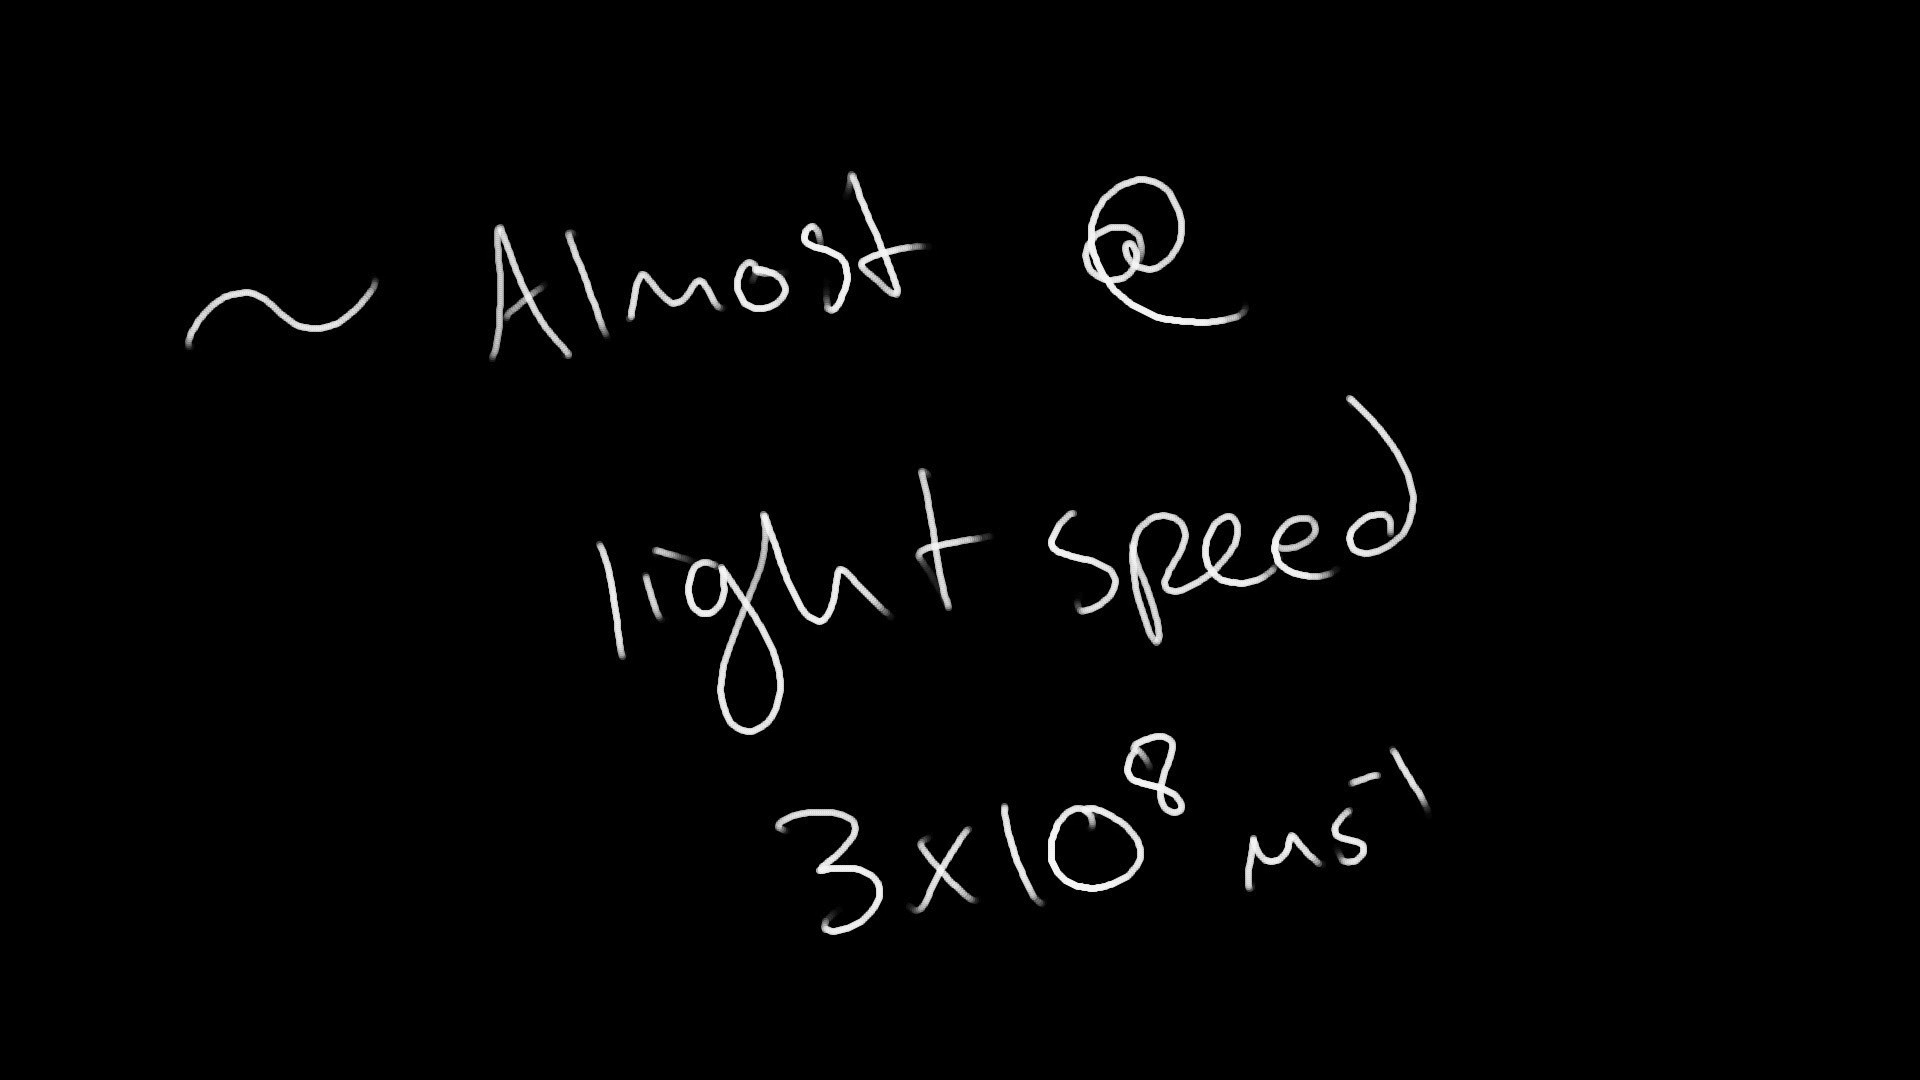 ~ Almost @
light speed
3x10⁸ ms⁻¹